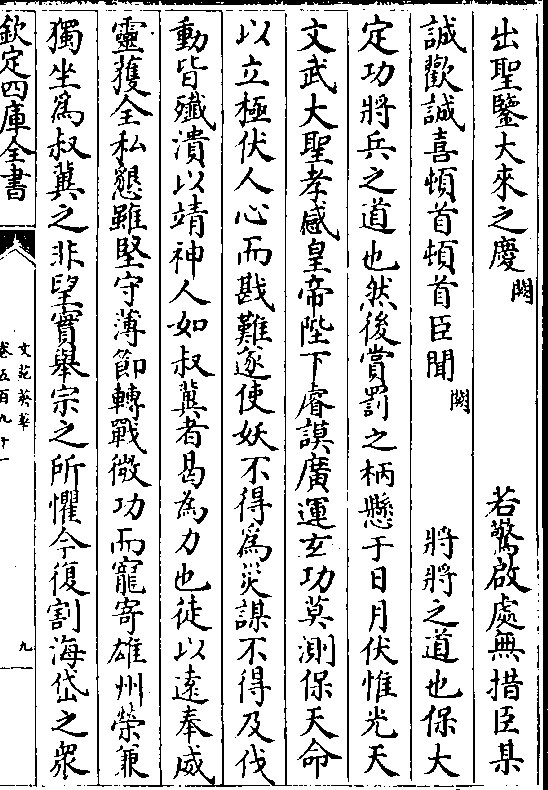 出聖鑒大來之慶闕　若驚啟處無措臣某
誠歡誠喜頓首頓首臣聞闕　將將之道也保大
定功將兵之道也然後賞罰之柄懸于日月伏惟光天
文武大聖孝感皇帝陛下睿謨廣運玄功莫測保天命
以立極伏人心而戡難遂使妖不得為災謀不得及伐
動皆殲潰以靖神人如叔冀者曷為力也徒以遠奉威
靈獲全私懇雖堅守薄節轉戰微功而寵寄雄州榮兼
獨坐為叔冀之非望實舉宗之所懼今復割海岱之衆
欽定四庫全書
文苑英華
卷五百九十一
九